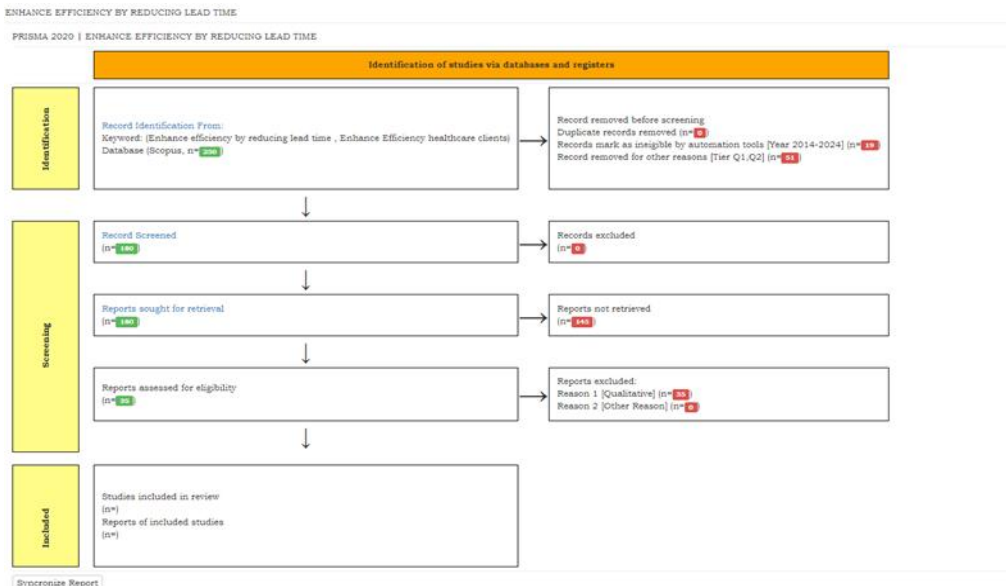 ENHANCE EFFICIENCY BY REDUCING LEAD TIME
PRISMA 2020 | ENHANCE EFFICIENCY BY REDUCING LEAD TIME
Identification of studies via databases and registers
Identification
Record Identification From:
Keyword: (Enhance efficiency by reducing lead time , Enhance Efficiency healthcare clients)
Database (Scopus, n=250)
Record removed before screening
Duplicate records removed (n=0)
Records mark as ineigible by automation tools [Year 2014-2024] (n=19)
Record removed for other reasons [Tier Q1,Q2] (n=51)
Screening
Record Screened
(n=180)
Records excluded
(n=0)
Reports sought for retrieval
(n=180)
Reports not retrieved
(n=145)
Reports assessed for eligibility
(n=35)
Reports excluded:
Reason 1 [Qualitative] (n=35)
Reason 2 [Other Reason] (n=0)
Included
Studies included in review
(n=)
Reports of included studies
(n=)
Syncronize Report